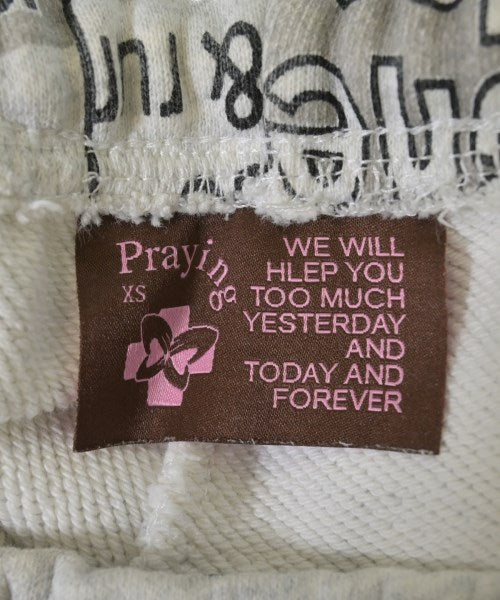 Praying
XS
WE WILL
HLEP YOU
TOO MUCH
YESTERDAY
AND
TODAY AND
FOREVER